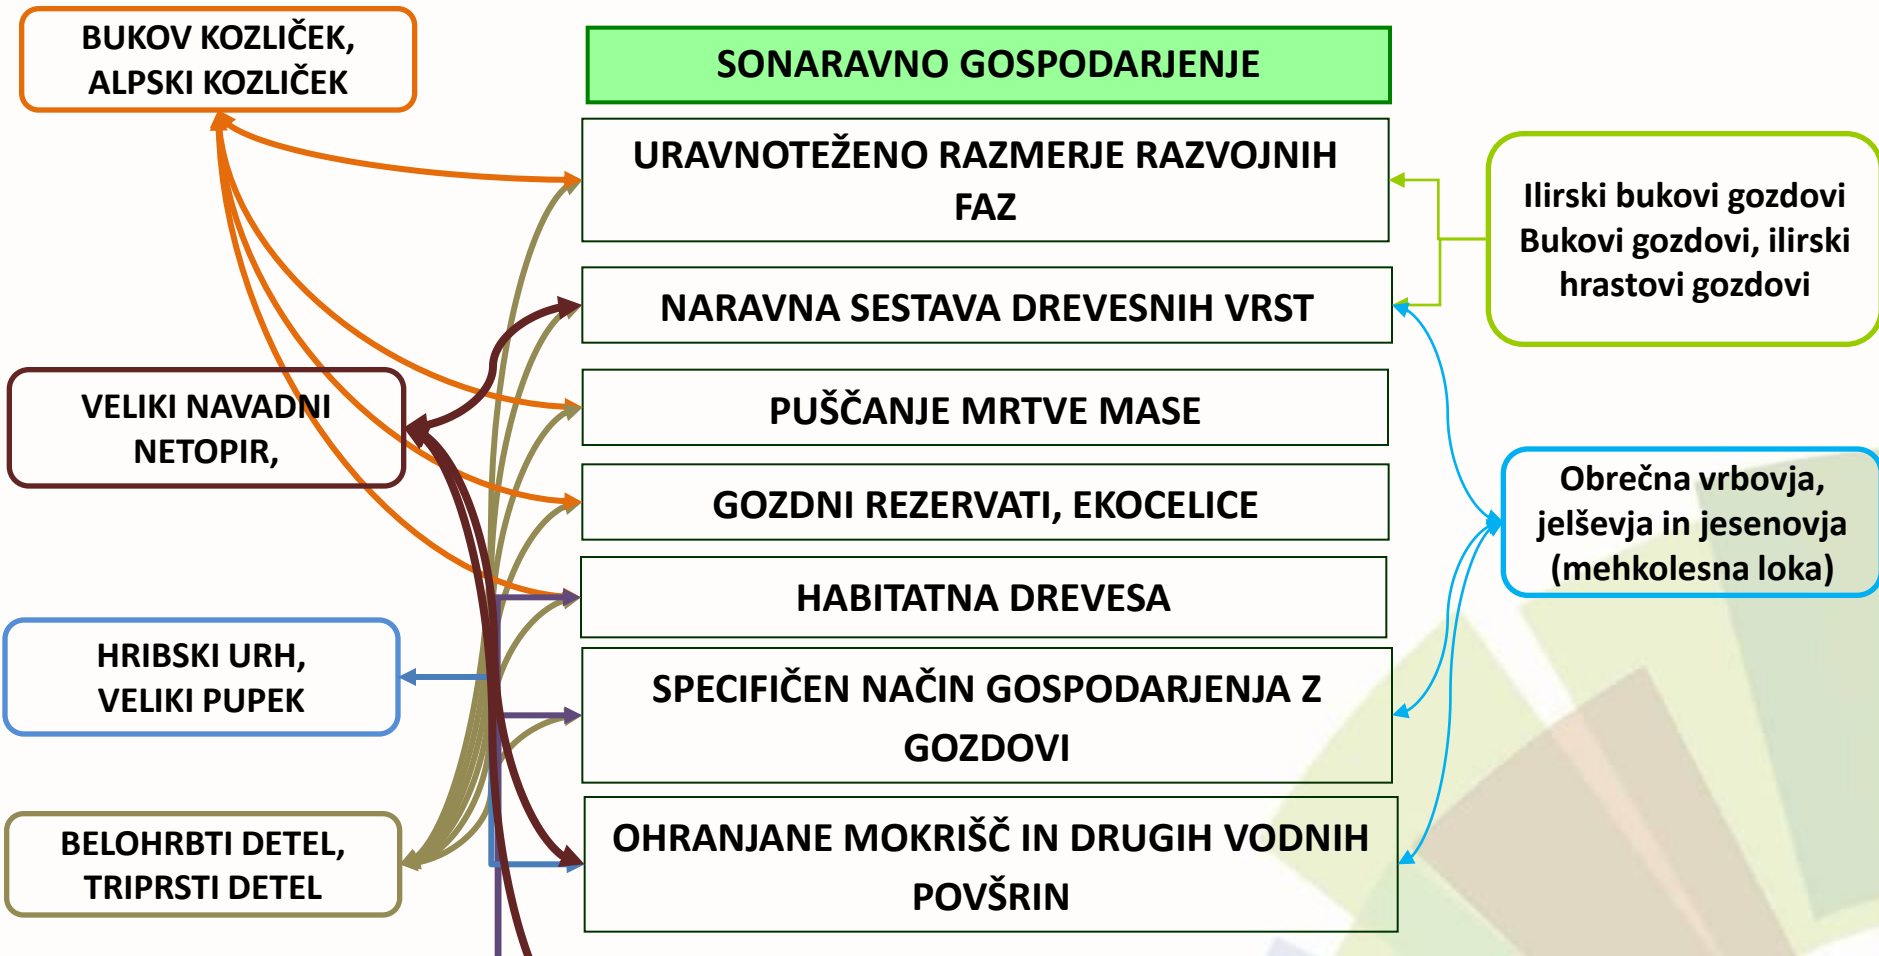 BUKOV KOZLIČEK,
ALPSKI KOZLIČEK
VELIKI NAVADNI
NETOPIR,
HRIBSKI URH,
VELIKI PUPEK
BELOHRBTI DETEL,
TRIPRSTI DETEL
SONARAVNO GOSPODARJENJE
URAVNOTEŽENO RAZMERJE RAZVOJNIH
FAZ
NARAVNA SESTAVA DREVESNIH VRST
PUŠČANJE MRTVE MASE
GOZDNI REZERVATI, EKOCELICE
HABITATNA DREVESA
SPECIFIČEN NAČIN GOSPODARJENJA Z
GOZDOVI
OHRANJANE MOKRIŠČ IN DRUGIH VODNIH
POVŠRIN
Ilirski bukovi gozdovi
Bukovi gozdovi, ilirski
hrastovi gozdovi
Obrečna vrbovja,
jelševja in jesenovja
(mehkolesna loka)